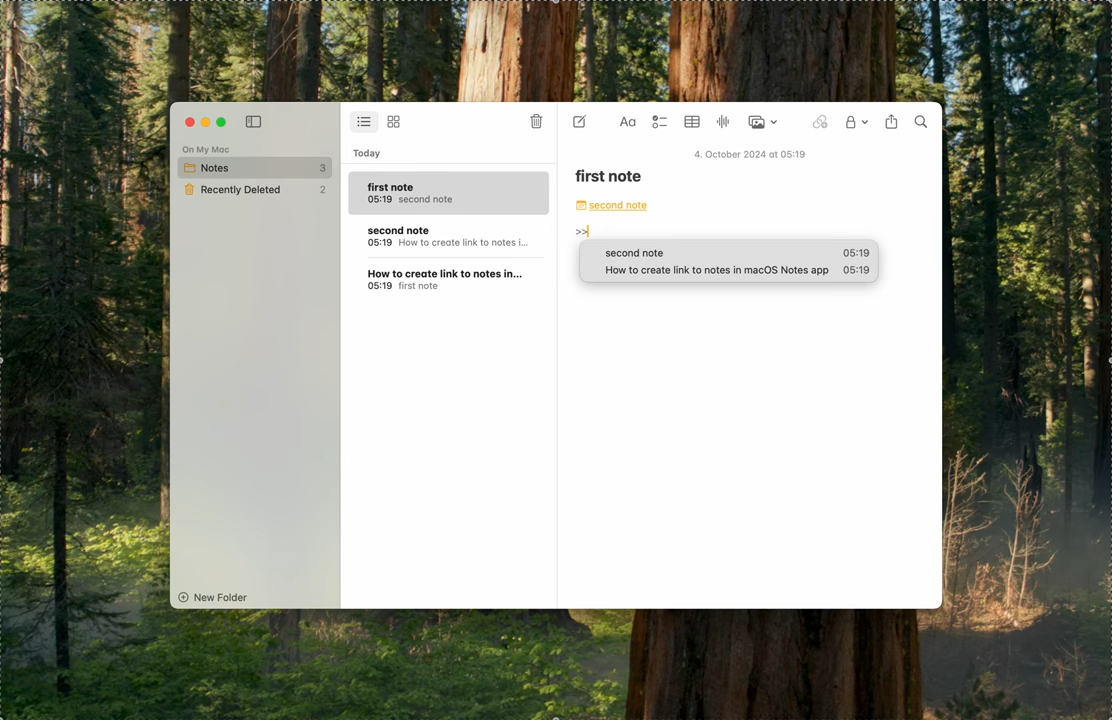 On My Mac
Notes 3
Recently Deleted 2
New Folder
Today
first note
05:19 second note
second note
05:19 How to create link to notes i...
How to create link to notes in...
05:19 first note
Aa
4. October 2024 at 05:19
first note
second note
>>
second note 05:19
How to create link to notes in macOS Notes app 05:19